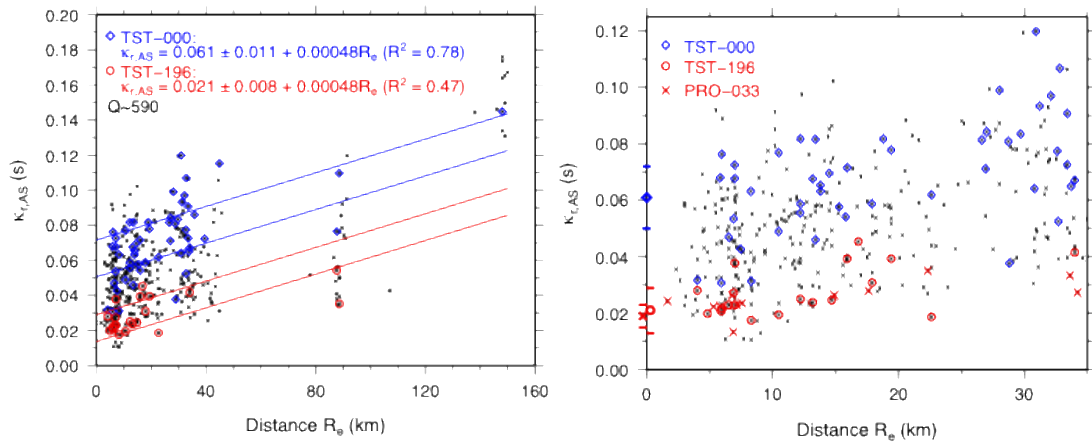 0.20
0.18
0.16
0.14
0.12
0.10
0.08
0.06
0.04
0.02
0.00
κr,AS (s)
TST−000:
κr,AS = 0.061 ± 0.011 + 0.00048Re (R2 = 0.78)
TST−196:
κr,AS = 0.021 ± 0.008 + 0.00048Re (R2 = 0.47)
Q~590
0 40 80 120 160
Distance Re (km)
0.12
0.10
0.08
0.06
0.04
0.02
0.00
κr,AS (s)
TST−000
TST−196
PRO−033
0 10 20 30
Distance Re (km)